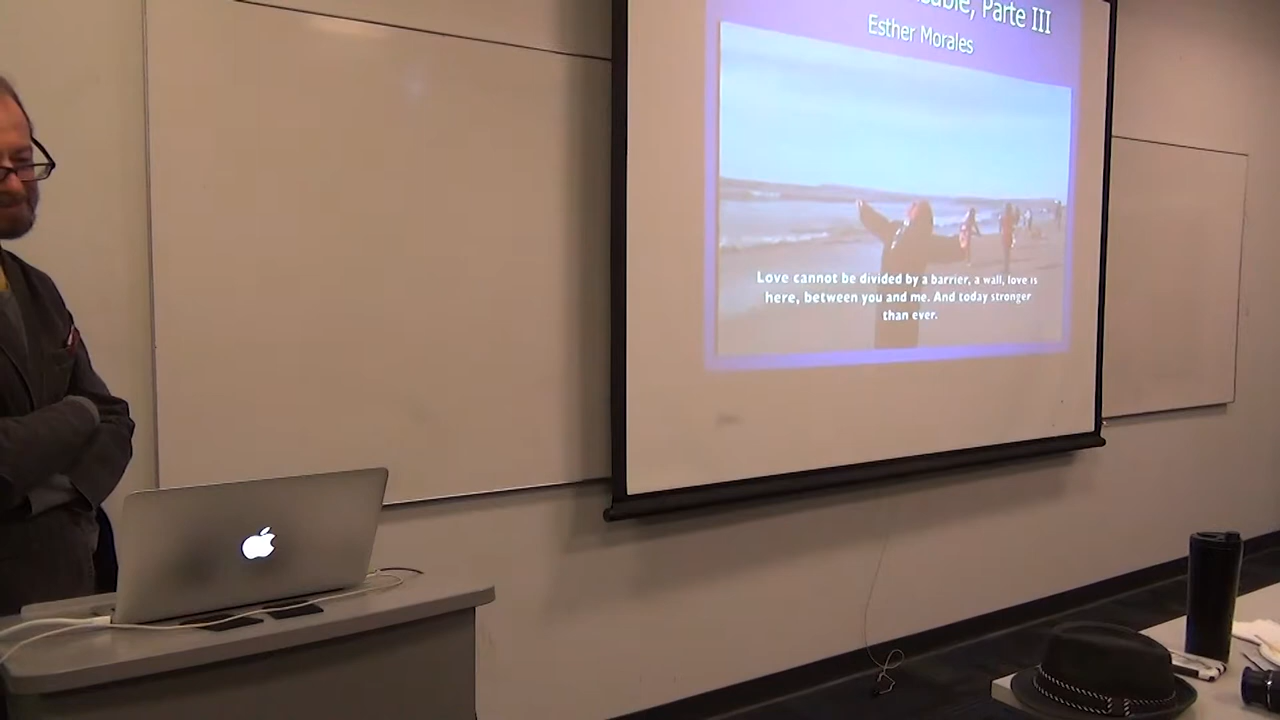 Parte III
Esther Morales
Love cannot be divided by a barrier, a wall, love is
here, between you and me. And today stronger
than ever.